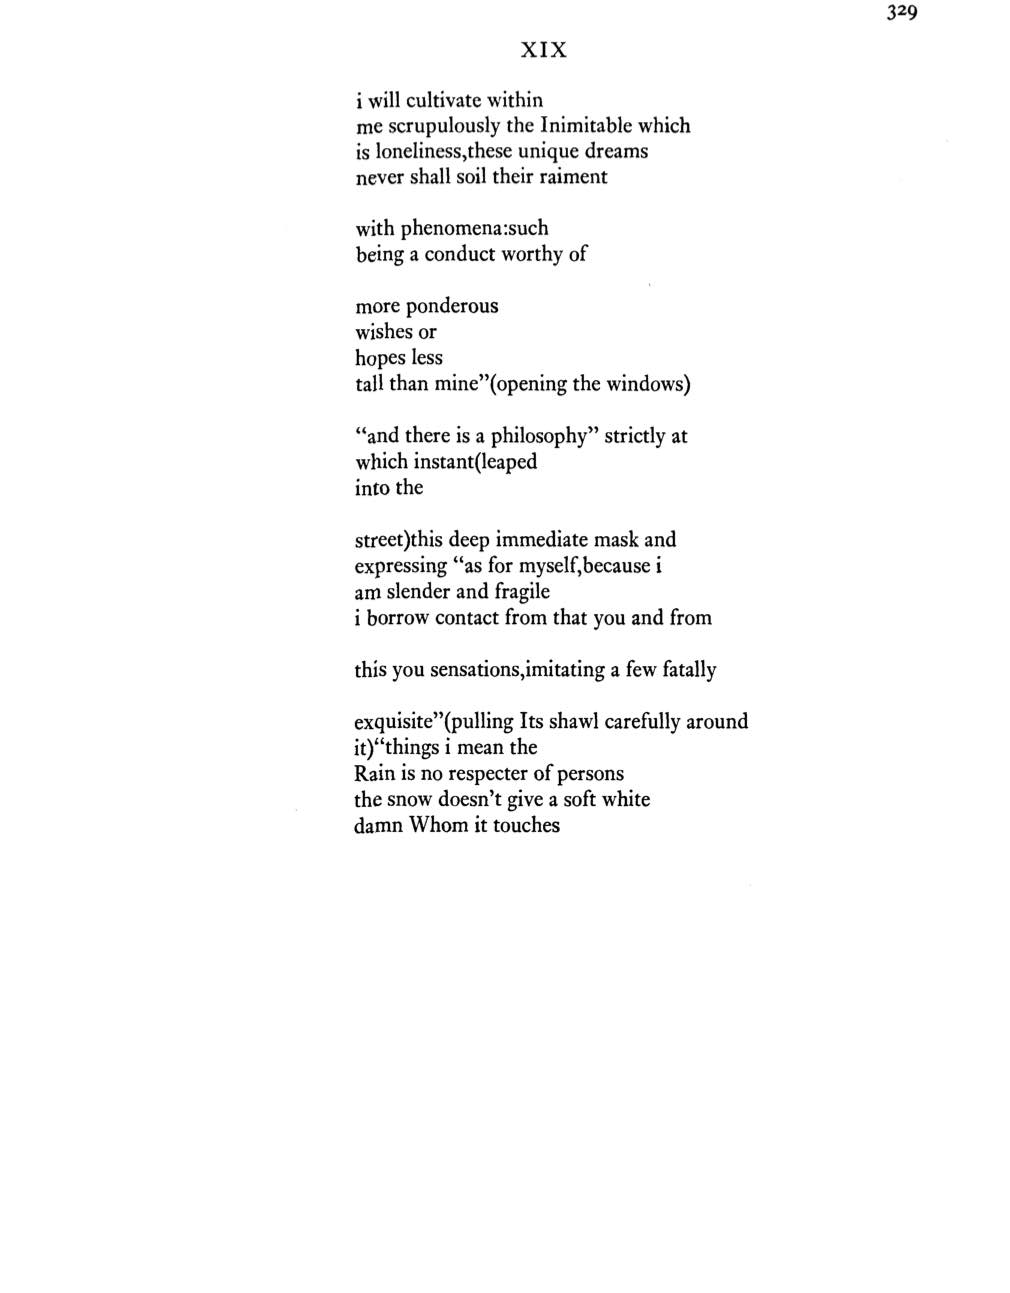 329
XIX
i will cultivate within
me scrupulously the Inimitable which
is loneliness,these unique dreams
never shall soil their raiment
with phenomena:such
being a conduct worthy of
more ponderous
wishes or
hopes less
tall than mine”(opening the windows)
“and there is a philosophy” strictly at
which instant(leaped
into the
street)this deep immediate mask and
expressing “as for myself,because i
am slender and fragile
i borrow contact from that you and from
this you sensations,imitating a few fatally
exquisite”(pulling Its shawl carefully around
it)“things i mean the
Rain is no respecter of persons
the snow doesn't give a soft white
damn Whom it touches